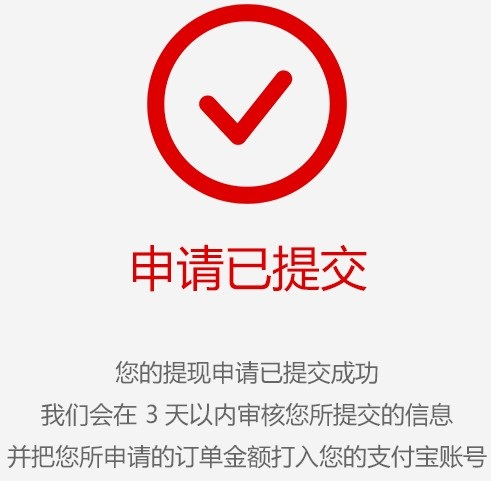 申请已提交
您的提现申请已提交成功
我们会在 3 天以内审核您所提交的信息
并把您所申请的订单金额打入您的支付宝账号